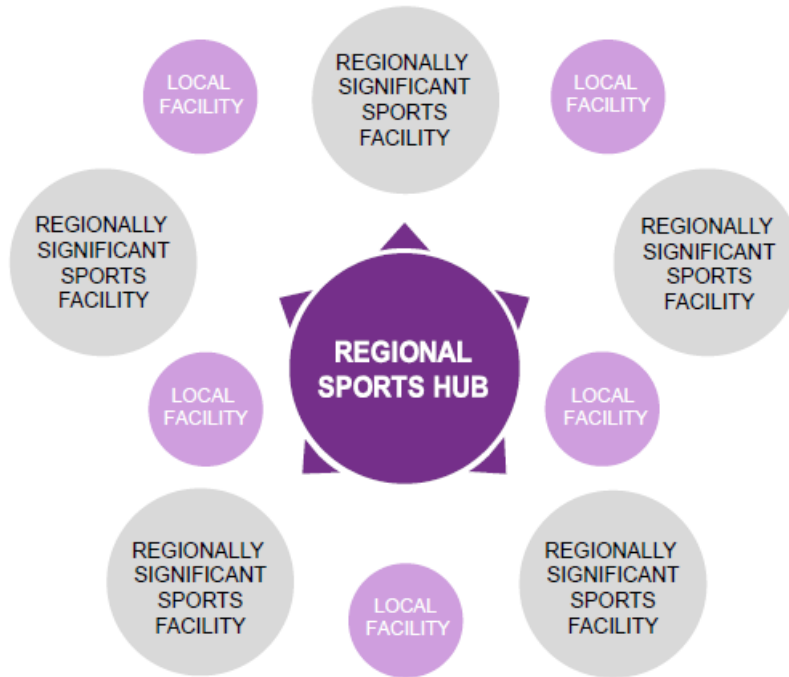 LOCAL
FACILITY
REGIONALLY
SIGNIFICANT
SPORTS
FACILITY
LOCAL
FACILITY
REGIONALLY
SIGNIFICANT
SPORTS
FACILITY
REGIONALLY
SIGNIFICANT
SPORTS
FACILITY
REGIONAL
SPORTS HUB
LOCAL
FACILITY
LOCAL
FACILITY
REGIONALLY
SIGNIFICANT
SPORTS
FACILITY
LOCAL
FACILITY
REGIONALLY
SIGNIFICANT
SPORTS
FACILITY